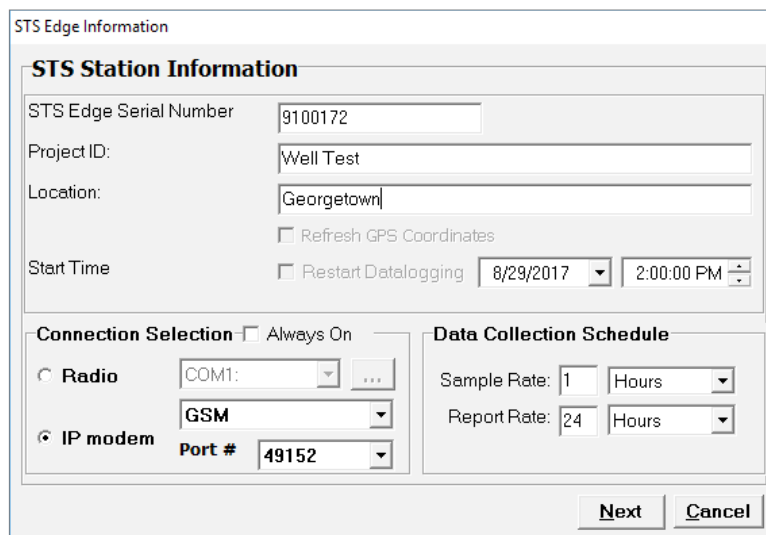 STS Edge Information
STS Station Information
STS Edge Serial Number 9100172
Project ID: Well Test
Location: Georgetown
Refresh GPS Coordinates
Start Time Restart Datalogging 8/29/2017 2:00:00 PM
Connection Selection Always On
Radio COM1: ...
GSM
IP modem
Port # 49152
Data Collection Schedule
Sample Rate: 1 Hours
Report Rate: 24 Hours
Next Cancel